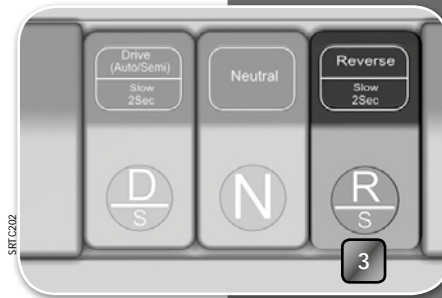 Drive
(Auto/Semi)
Slow
2Sec
Neutral
Reverse
Slow
2Sec
D
S
N
R
S
3
SRTC202